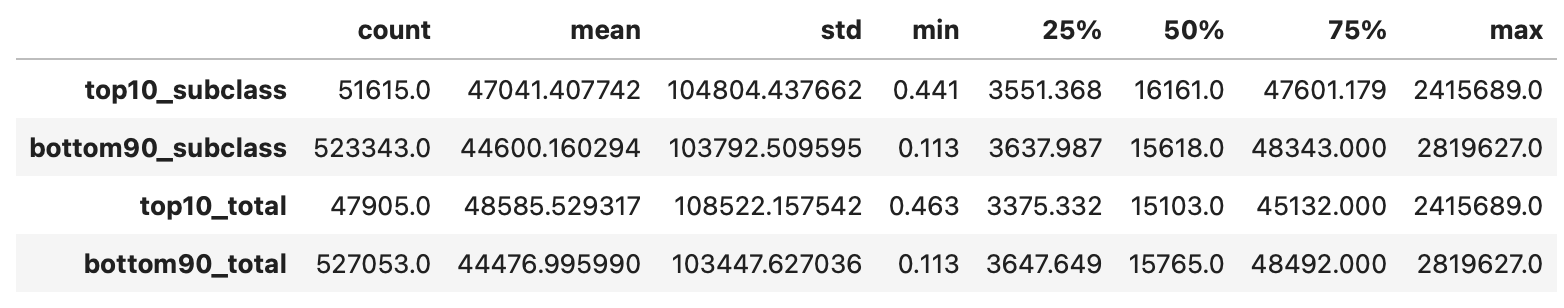 count mean std min 25% 50% 75% max
top10_subclass 51615.0 47041.407742 104804.437662 0.441 3551.368 16161.0 47601.179 2415689.0
bottom90_subclass 523343.0 44600.160294 103792.509595 0.113 3637.987 15618.0 48343.000 2819627.0
top10_total 47905.0 48585.529317 108522.157542 0.463 3375.332 15103.0 45132.000 2415689.0
bottom90_total 527053.0 44476.995990 103447.627036 0.113 3647.649 15765.0 48492.000 2819627.0